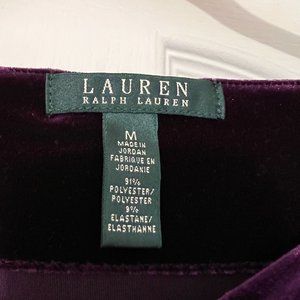 LAUREN
RALPH LAUREN
M
MADE IN
JORDAN
FABRIQUE EN
JORDANIE
91%
POLYESTER/
POLYESTER
9%
ELASTANE/
ELASTHANNE